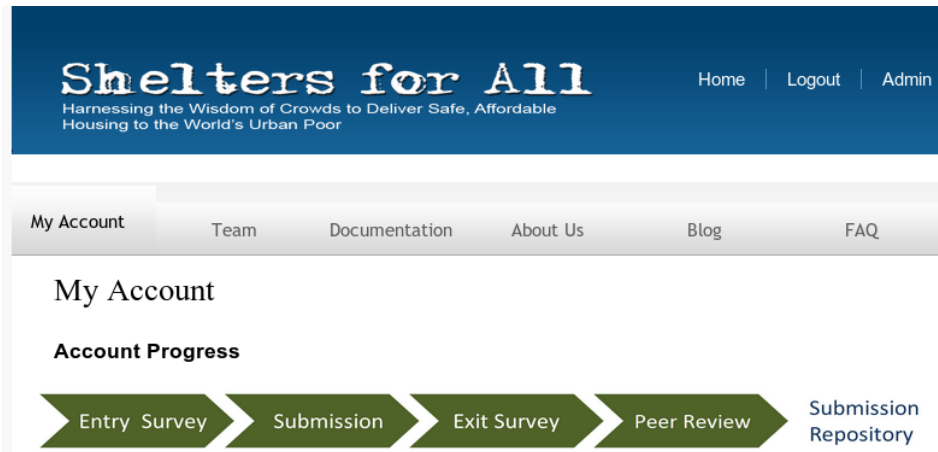 Shelters for All
Harnessing the Wisdom of Crowds to Deliver Safe, Affordable
Housing to the World's Urban Poor
Home Logout Admin
My Account Team Documentation About Us Blog FAQ
My Account
Account Progress
Entry Survey Submission Exit Survey Peer Review Submission
Repository